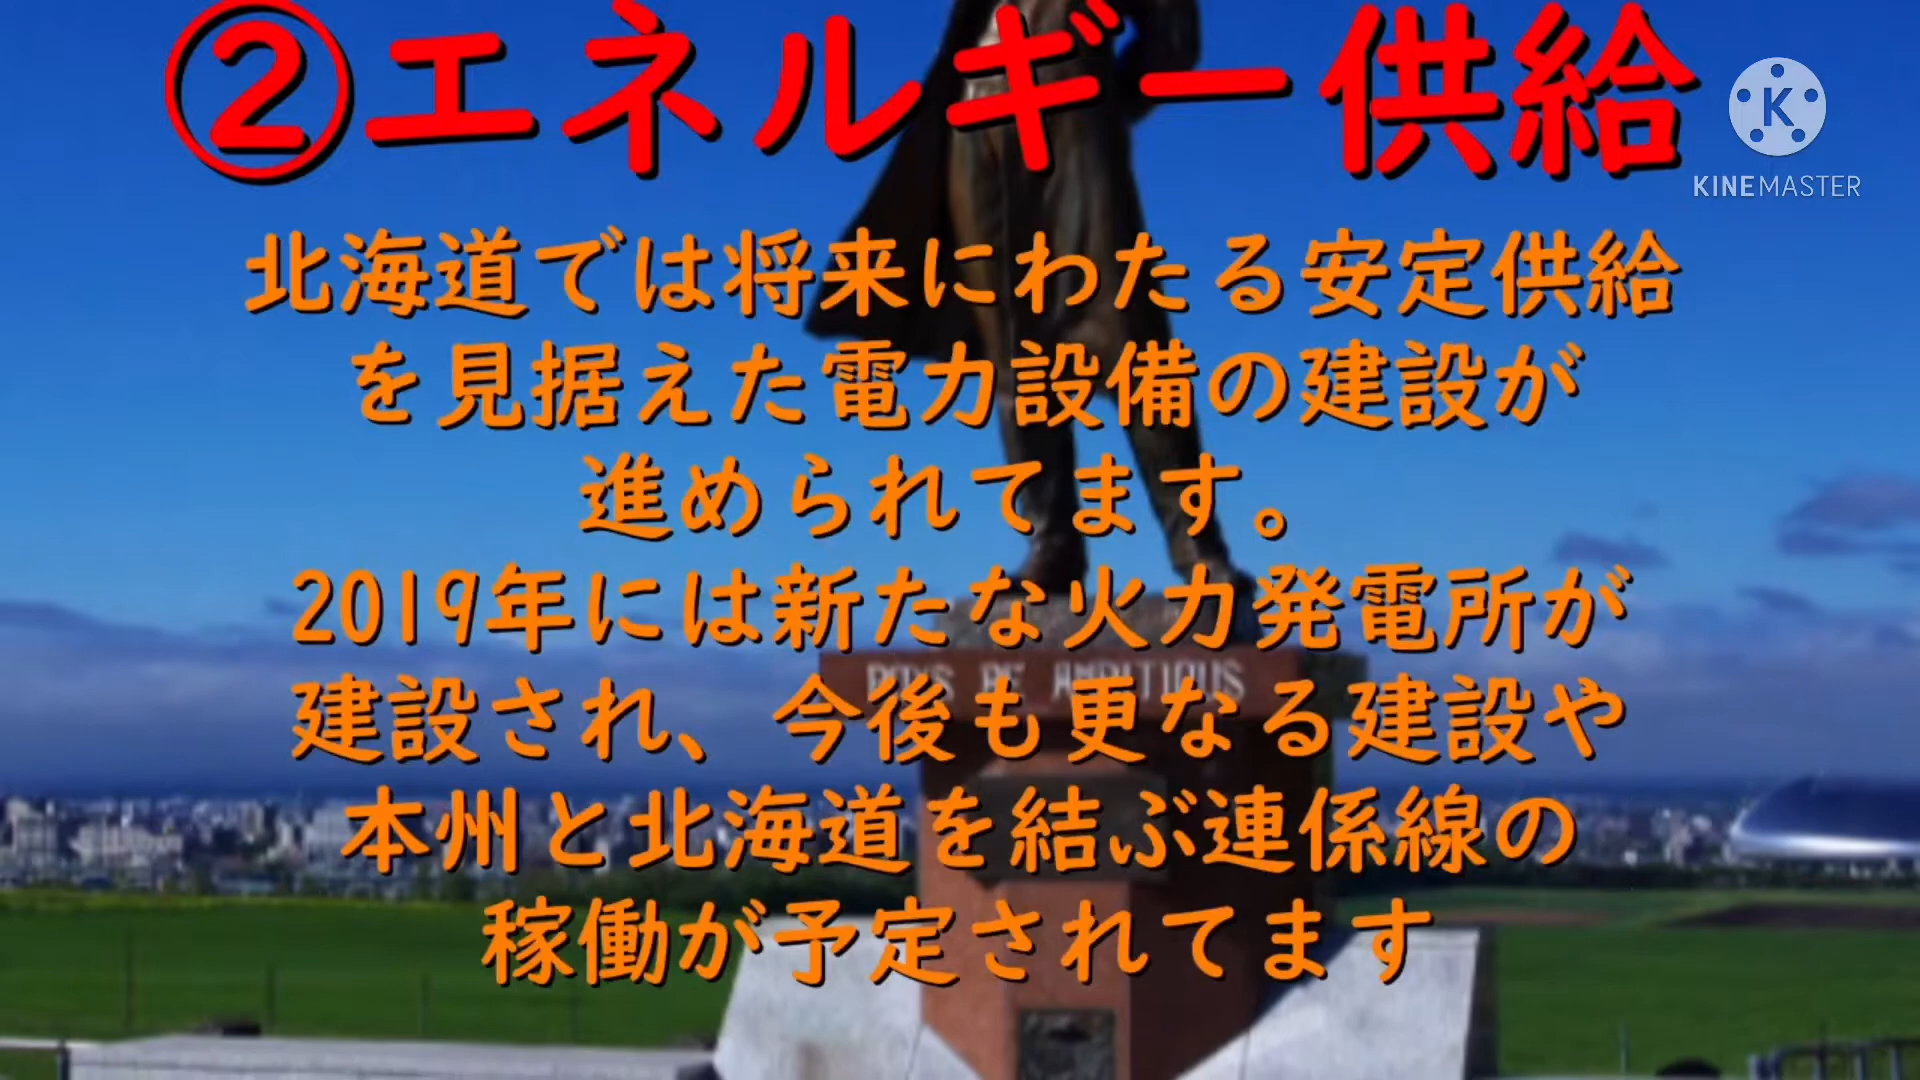 ②エネルギー供給
KINEMASTER
北海道では将来にわたる安定供給
を見据えた電力設備の建設が
進められてます。
2019年には新たな火力発電所が
BOYS BE AMBITIOUS
建設され、今後も更なる建設や
本州と北海道を結ぶ連係線の
稼働が予定されてます